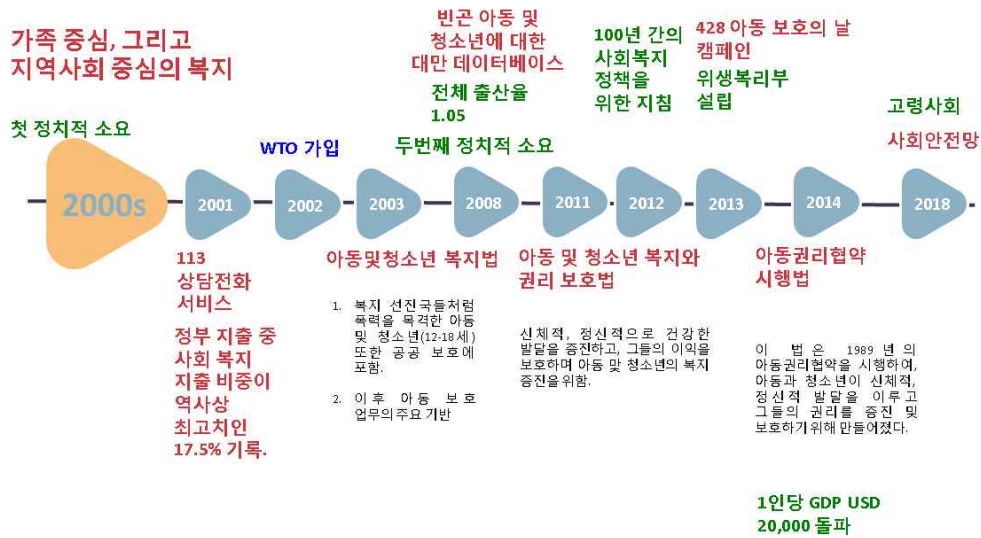 가족 중심, 그리고
지역사회 중심의 복지
첫 정치적 소요
WTO 가입
빈곤 아동 및
청소년에 대한
대만 데이터베이스
전체 출산율
1.05
두번째 정치적 소요
100년 간의
사회복지
정책을
위한 지침
428 아동 보호의 날
캠페인
위생복리부
설립
고령사회
사회안전망
2000s
2001
2002
2003
2008
2011
2012
2013
2014
2018
113
상담전화
서비스
정부 지출 중
사회 복지
지출 비중이
역사상
최고치인
17.5% 기록.
아동및청소년 복지법
1. 복지 선진국들처럼
폭력을 목격한 아동
및 청소년(12-18세)
또한 공공 보호에
포함.
2. 이후 아동 보호
업무의주요 기반
아동 및 청소년 복지와
권리 보호법
신체적, 정신적으로 건강한
발달을 증진하고, 그들의 이익을
보호하며 아동 및 청소년의 복지
증진을위함.
아동권리협약
시행법
이 법은 1989년의
아동권리협약을 시행하여,
아동과 청소년이 신체적,
정신적 발달을 이루고
그들의 권리를 증진 및
보호하기위해 만들어졌다.
1인당 GDP USD
20,000 돌파